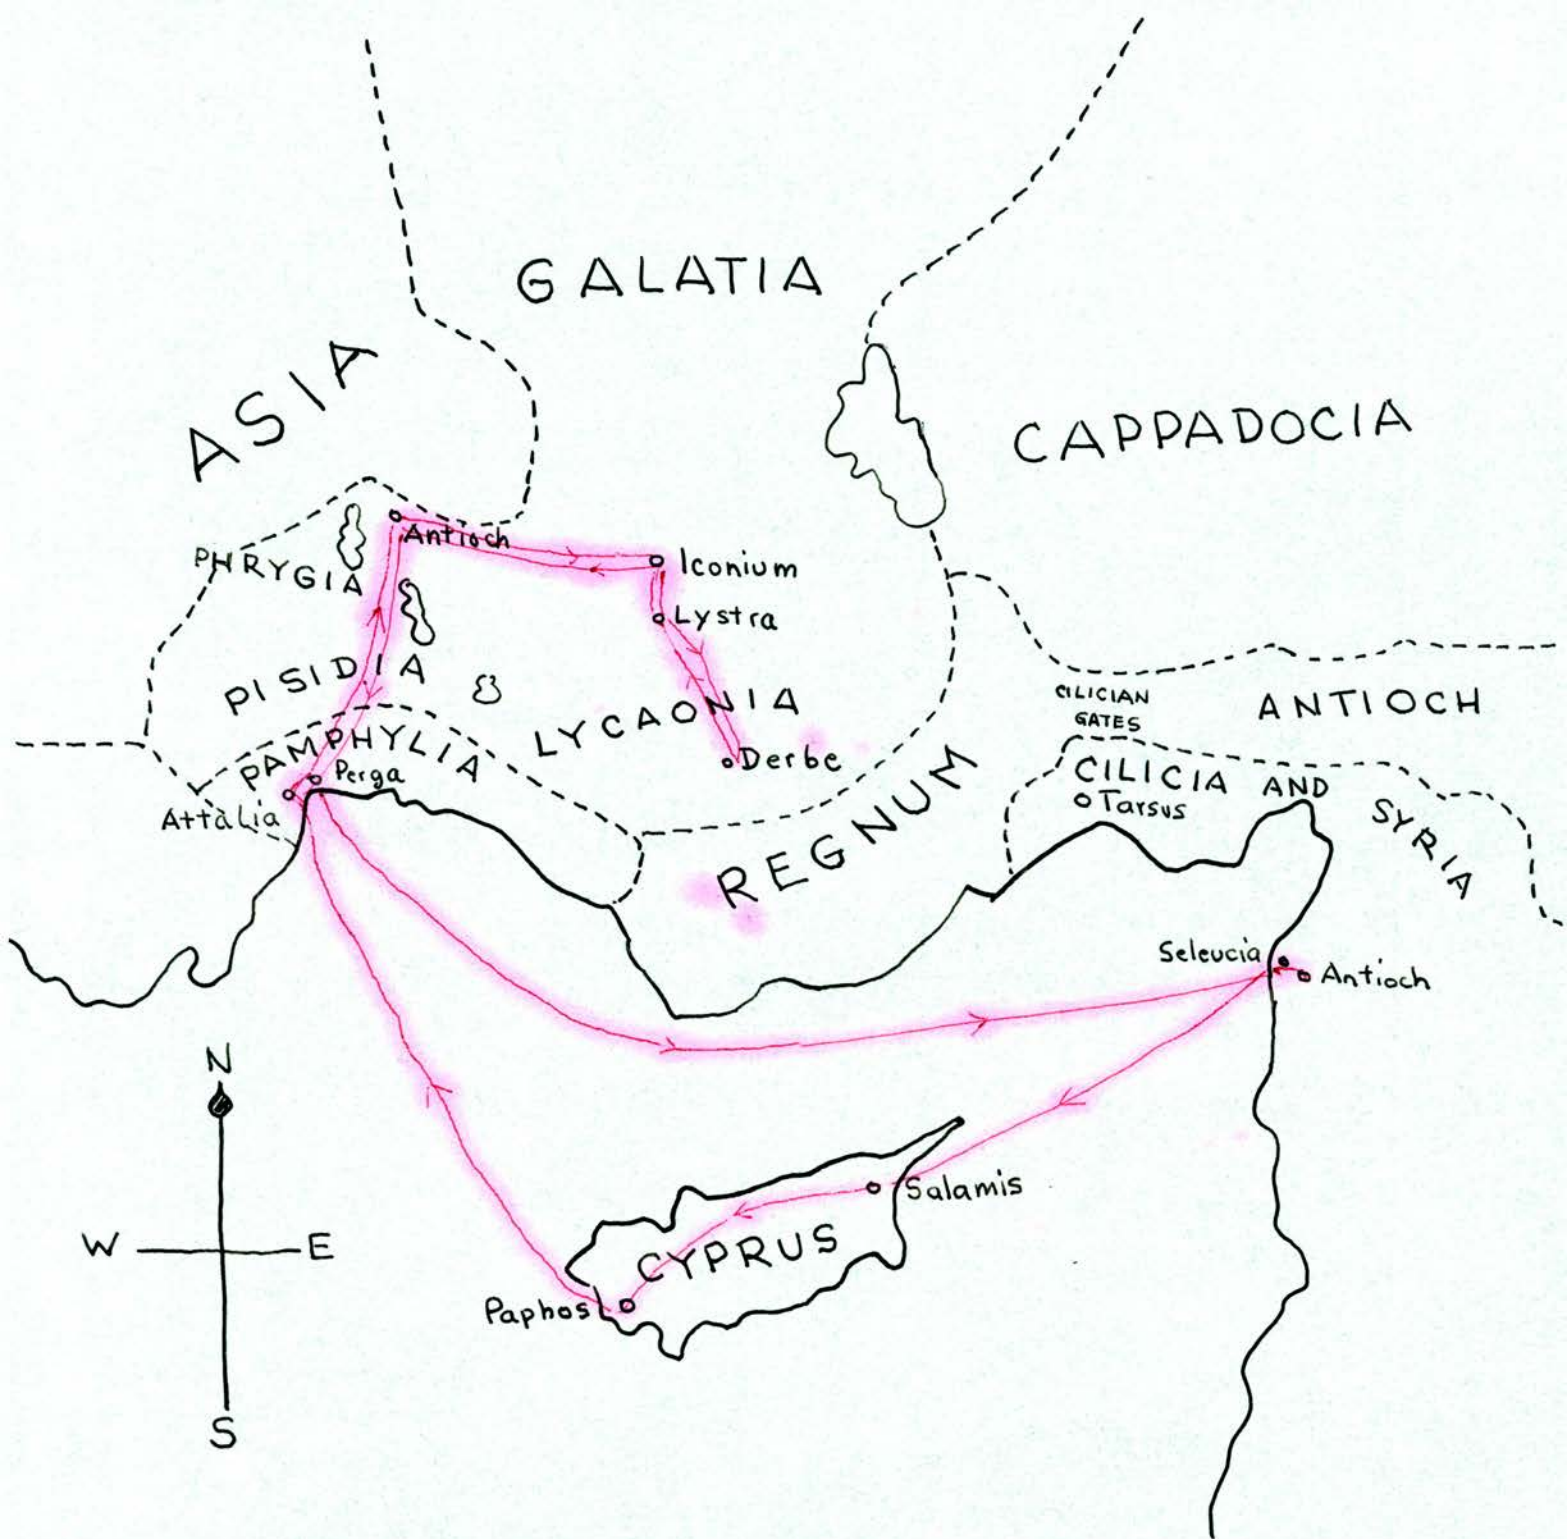 GALATIA
ASIA
CAPPADOCIA
Antioch
PHRYGIA
Iconium
Lystra
PISIDIA
CILICIAN
GATES
ANTIOCH
LYCAONIA
PAMPHYLIA
Perga
Derbe
Attalia
CILICIA AND
SYRIA
Tarsus
REGNUM
Seleucia
Antioch
N
W
E
S
Salamis
CYPRUS
Paphos